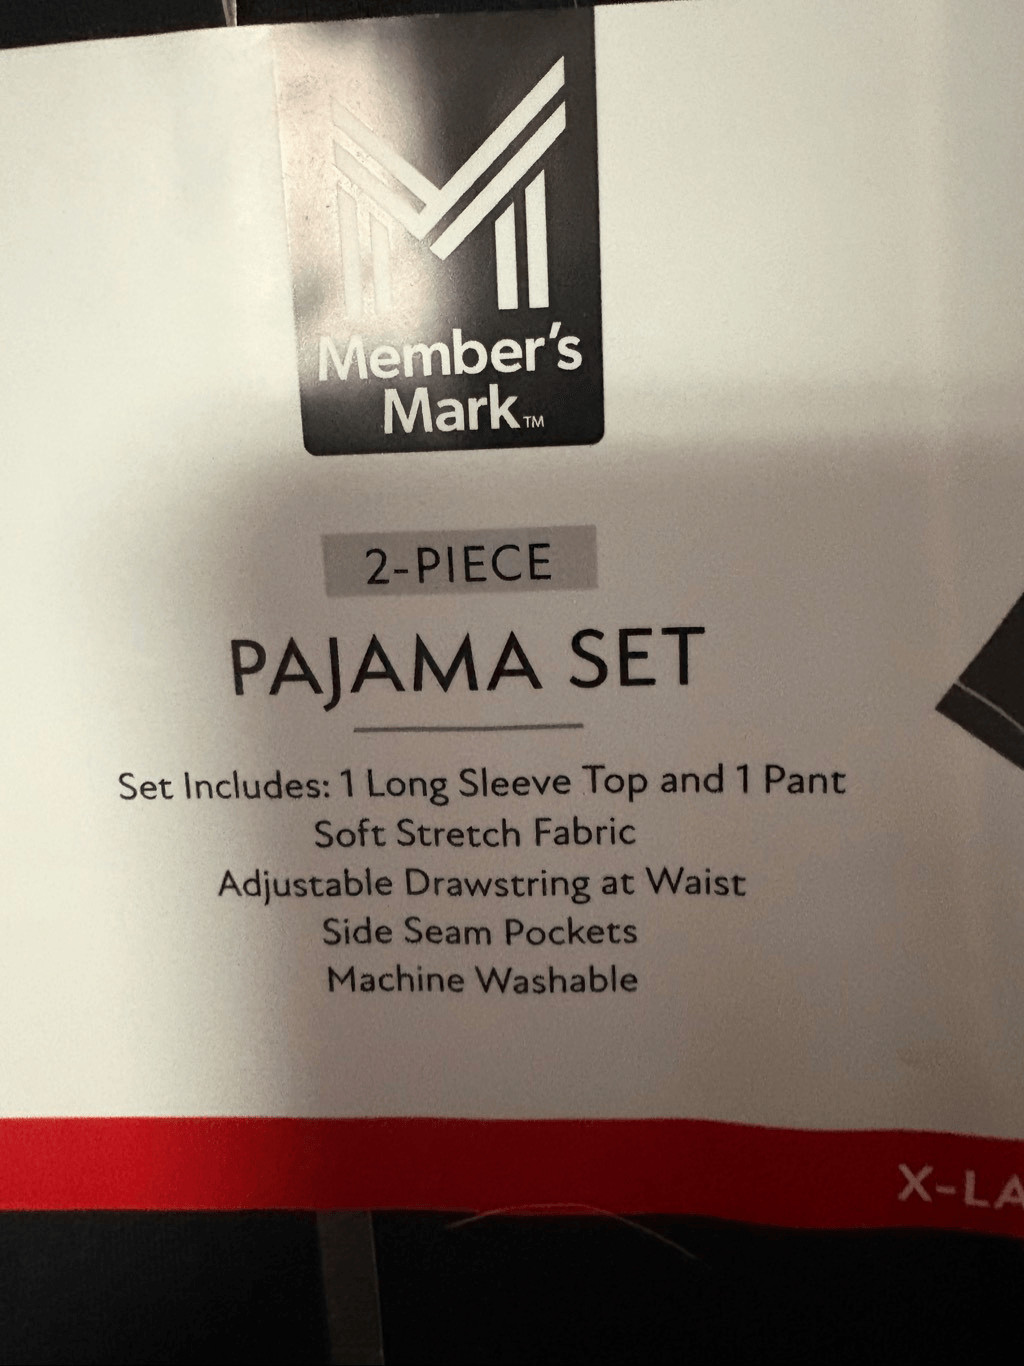 Member's
Mark™
2-PIECE
PAJAMA SET
Set Includes: 1 Long Sleeve Top and 1 Pant
Soft Stretch Fabric
Adjustable Drawstring at Waist
Side Seam Pockets
Machine Washable
X-LA